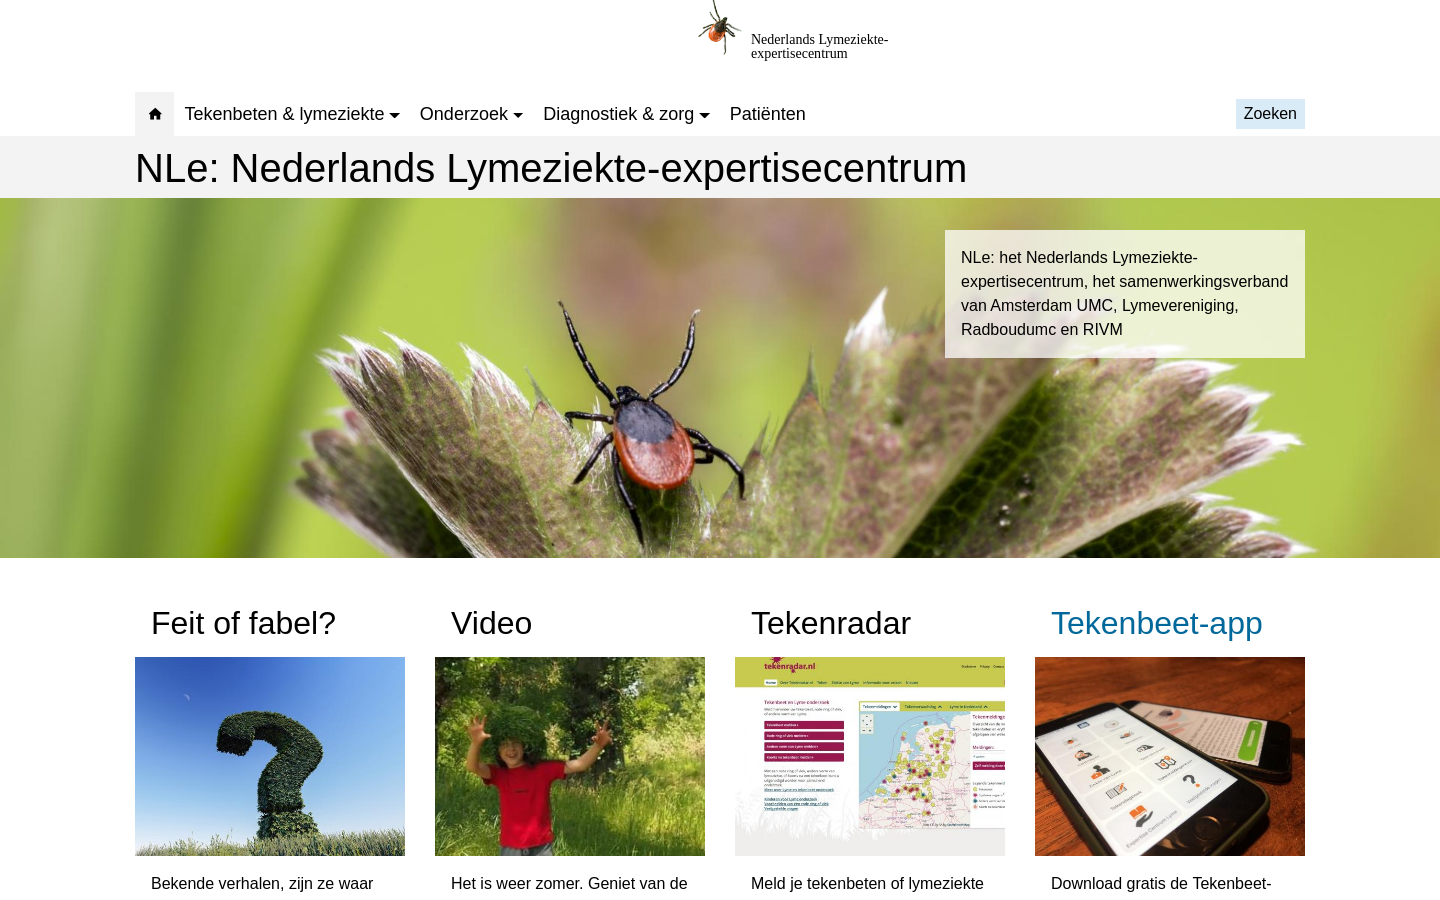 Nederlands Lymeziekte-
expertisecentrum
Tekenbeten & lymeziekte
Onderzoek
Diagnostiek & zorg
Patiënten
Zoeken
NLe: Nederlands Lymeziekte-expertisecentrum
NLe: het Nederlands Lymeziekte-
expertisecentrum, het samenwerkingsverband
van Amsterdam UMC, Lymevereniging,
Radboudumc en RIVM
Feit of fabel?
Video
Tekenradar
Tekenbeet-app
tekenradar.nl
Bekende verhalen, zijn ze waar
Het is weer zomer. Geniet van de
Meld je tekenbeten of lymeziekte
Download gratis de Tekenbeet-